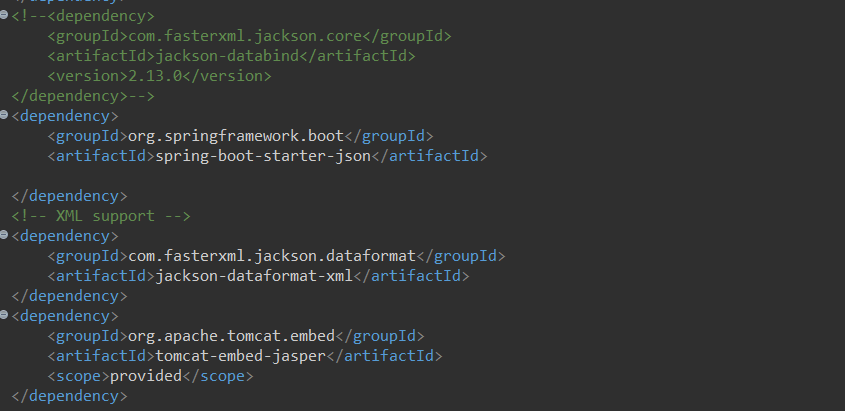 </dependency>
<!--<dependency>
<groupId>com.fasterxml.jackson.core</groupId>
<artifactId>jackson-databind</artifactId>
<version>2.13.0</version>
</dependency>-->
<dependency>
<groupId>org.springframework.boot</groupId>
<artifactId>spring-boot-starter-json</artifactId>
</dependency>
<!-- XML support -->
<dependency>
<groupId>com.fasterxml.jackson.dataformat</groupId>
<artifactId>jackson-dataformat-xml</artifactId>
</dependency>
<dependency>
<groupId>org.apache.tomcat.embed</groupId>
<artifactId>tomcat-embed-jasper</artifactId>
<scope>provided</scope>
</dependency>